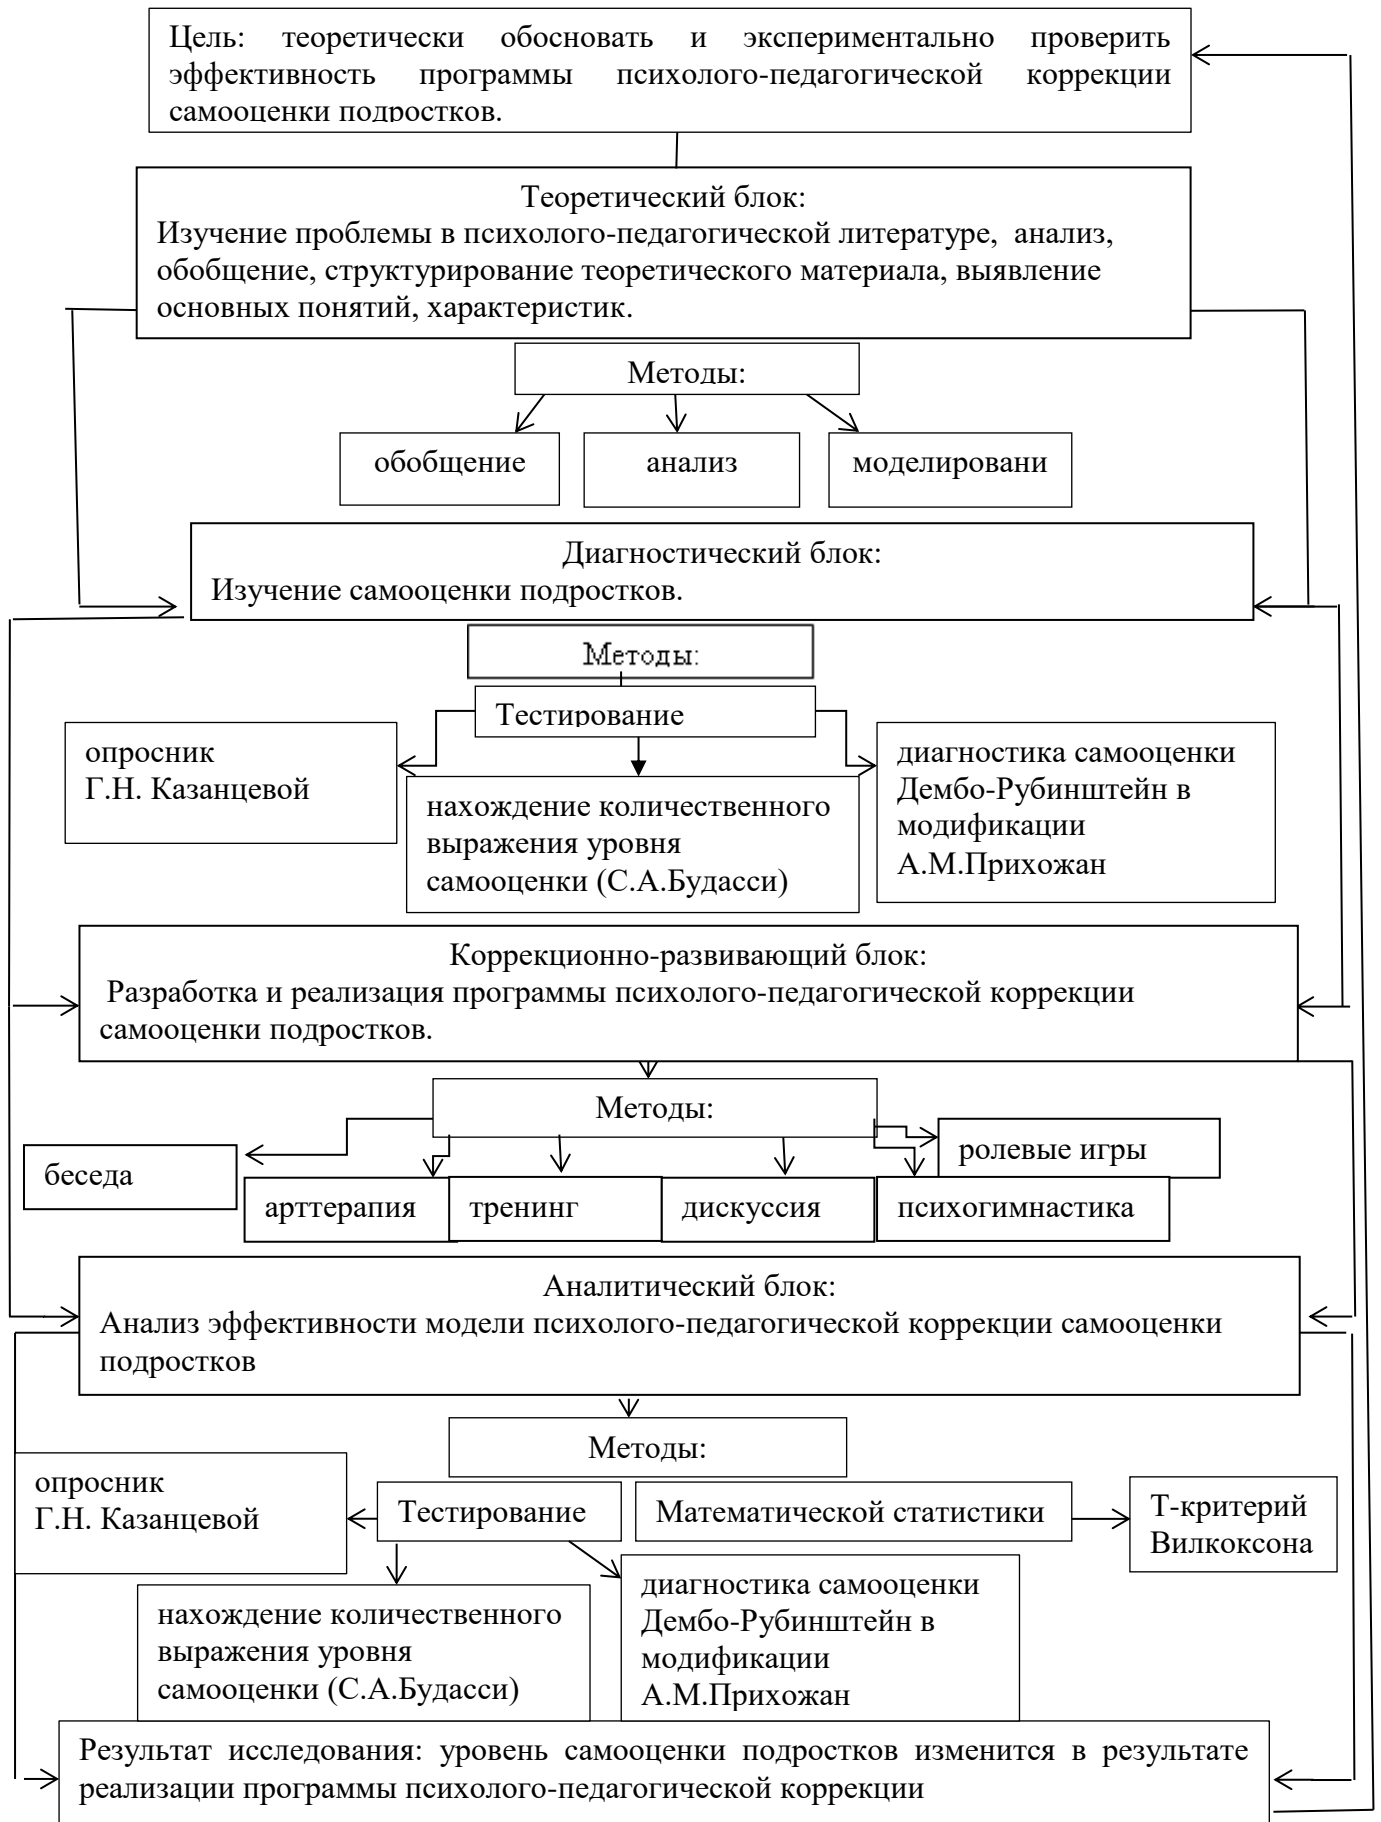 Цель: теоретически обосновать и экспериментально проверить
эффективность программы психолого-педагогической коррекции
самооценки подростков.
Теоретический блок:
Изучение проблемы в психолого-педагогической литературе, анализ,
обобщение, структурирование теоретического материала, выявление
основных понятий, характеристик.
Методы:
обобщение
анализ
моделировани
Диагностический блок:
Изучение самооценки подростков.
Методы:
Тестирование
опросник
Г.Н. Казанцевой
нахождение количественного
выражения уровня
самооценки (С.А.Будасси)
диагностика самооценки
Дембо-Рубинштейн в
модификации
А.М.Прихожан
Коррекционно-развивающий блок:
Разработка и реализация программы психолого-педагогической коррекции
самооценки подростков.
Методы:
беседа
арттерапия
тренинг
дискуссия
психогимнастика
ролевые игры
Аналитический блок:
Анализ эффективности модели психолого-педагогической коррекции самооценки
подростков
Методы:
опросник
Г.Н. Казанцевой
Тестирование
Математической статистики
Т-критерий
Вилкоксона
нахождение количественного
выражения уровня
самооценки (С.А.Будасси)
диагностика самооценки
Дембо-Рубинштейн в
модификации
А.М.Прихожан
Результат исследования: уровень самооценки подростков изменится в результате
реализации программы психолого-педагогической коррекции